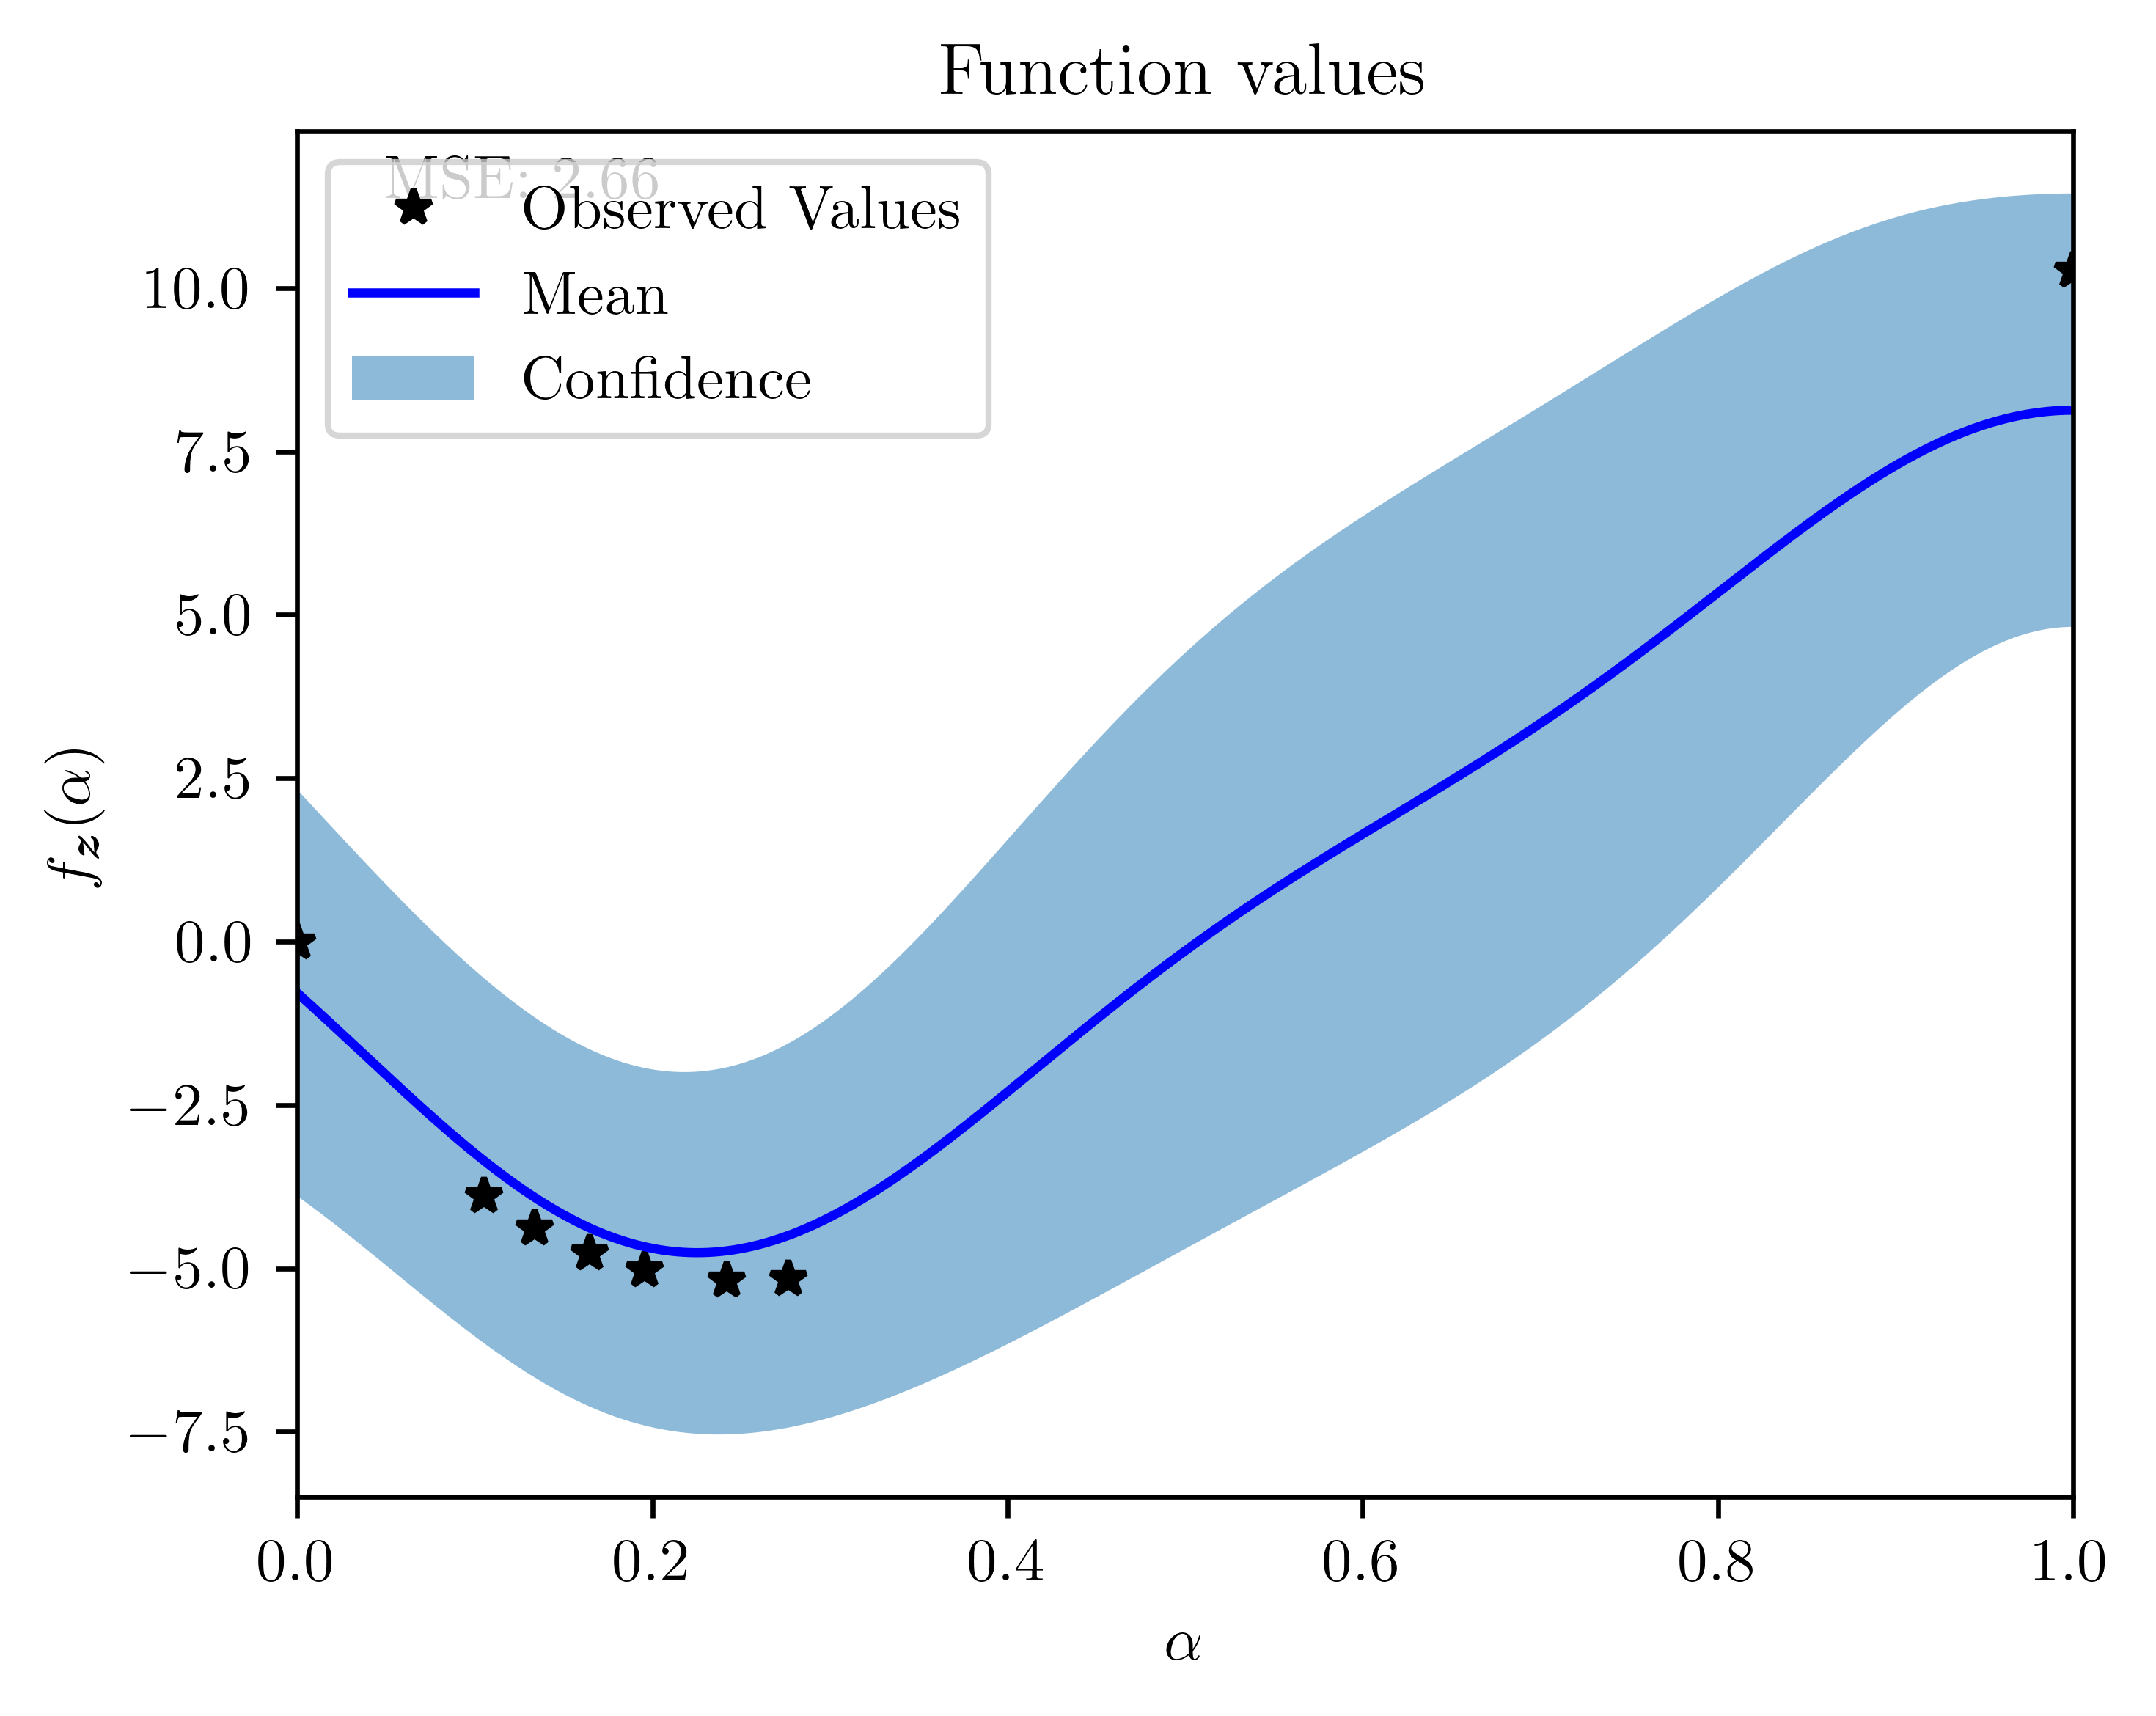 Function values
MSE: 2.66
Observed Values
Mean
Confidence
10.0
7.5
5.0
2.5
0.0
−2.5
−5.0
−7.5
f_z(α)
0.0 0.2 0.4 0.6 0.8 1.0
α